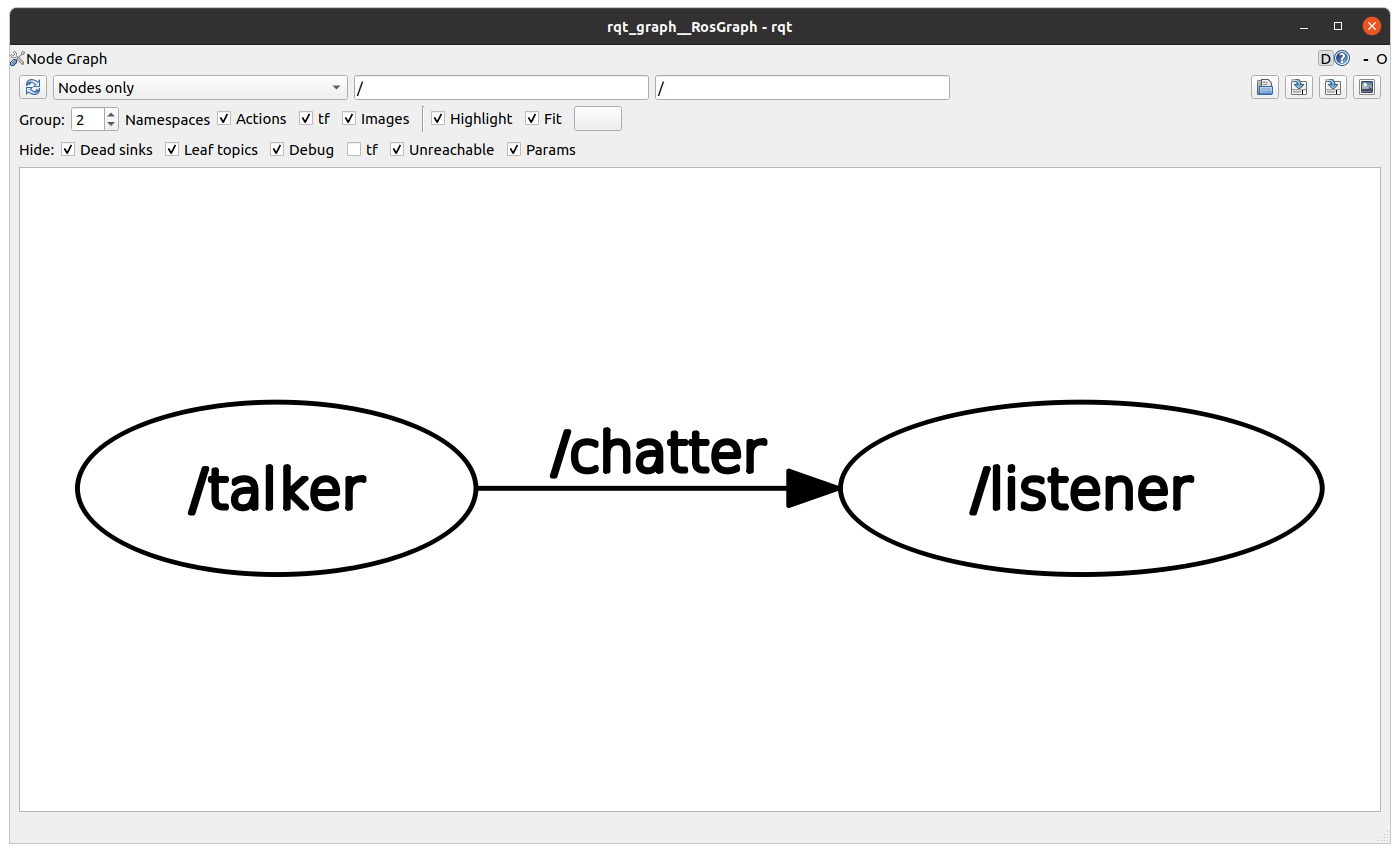 rqt_graph__RosGraph - rqt
Node Graph D ? - O
Nodes only / /
Group: 2 Namespaces Actions tf Images Highlight Fit
Hide: Dead sinks Leaf topics Debug tf Unreachable Params
/chatter
/talker /listener